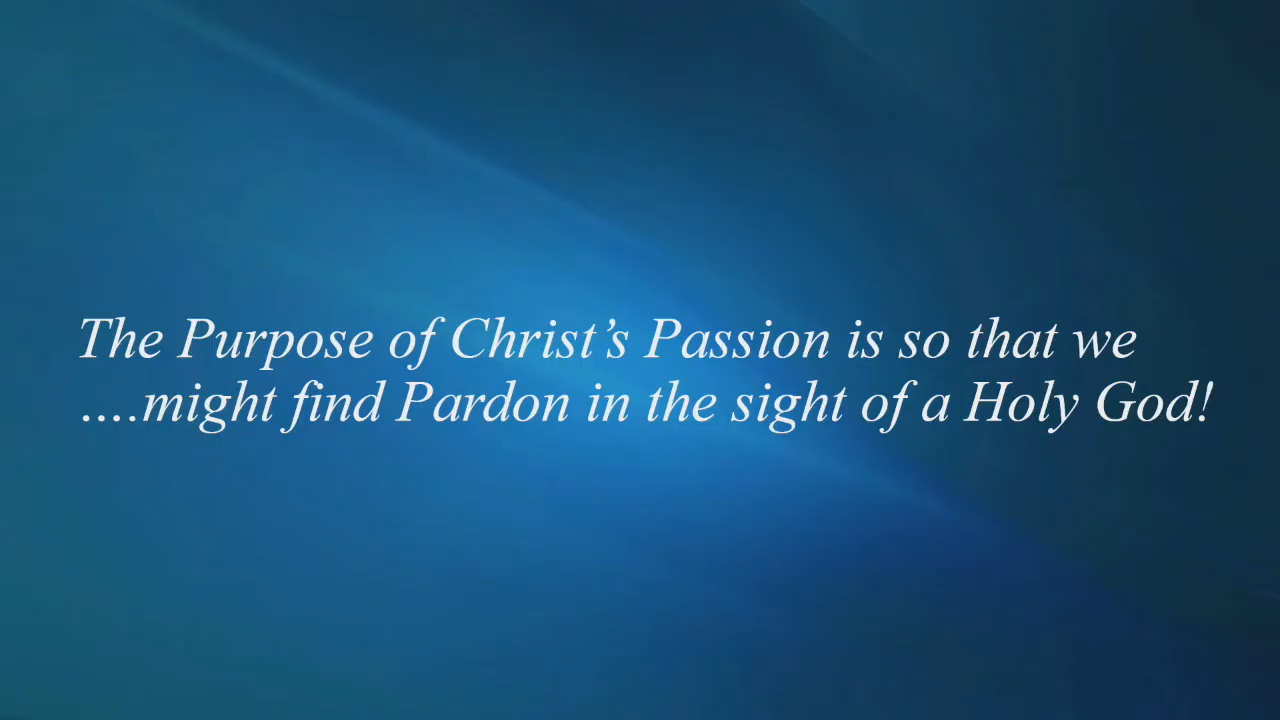 The Purpose of Christ’s Passion is so that we
….might find Pardon in the sight of a Holy God!